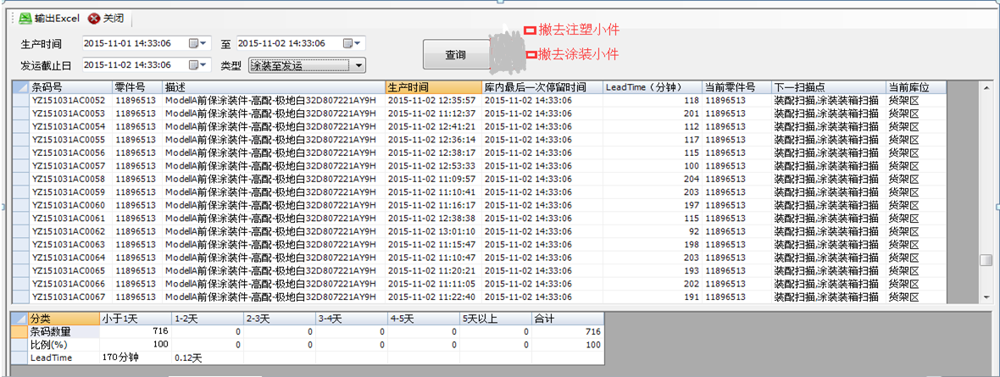 输出Excel 关闭
生产时间 2015-11-01 14:33:06 至 2015-11-02 14:33:06
撤去注塑小件
发运截止日 2015-11-02 14:33:06 类型 涂装至发运 查询
撤去涂装小件
条码号 零件号 描述 生产时间 库内最后一次停留时间 LeadTime（分钟） 当前零件号 下一扫描点 当前库位
YZ151031AC0052 11896513 ModellA前保涂装件-高配-极地白32D807221AY9H 2015-11-02 12:35:57 2015-11-02 14:33:06 118 11896513 装配扫描,涂装装箱扫描 货架区
YZ151031AC0053 11896513 ModellA前保涂装件-高配-极地白32D807221AY9H 2015-11-02 11:12:37 2015-11-02 14:33:06 201 11896513 装配扫描,涂装装箱扫描 货架区
YZ151031AC0054 11896513 ModellA前保涂装件-高配-极地白32D807221AY9H 2015-11-02 12:41:21 2015-11-02 14:33:06 112 11896513 装配扫描,涂装装箱扫描 货架区
YZ151031AC0055 11896513 ModellA前保涂装件-高配-极地白32D807221AY9H 2015-11-02 12:36:14 2015-11-02 14:33:06 117 11896513 装配扫描,涂装装箱扫描 货架区
YZ151031AC0056 11896513 ModellA前保涂装件-高配-极地白32D807221AY9H 2015-11-02 12:38:17 2015-11-02 14:33:06 115 11896513 装配扫描,涂装装箱扫描 货架区
YZ151031AC0057 11896513 ModellA前保涂装件-高配-极地白32D807221AY9H 2015-11-02 12:53:33 2015-11-02 14:33:06 100 11896513 装配扫描,涂装装箱扫描 货架区
YZ151031AC0058 11896513 ModellA前保涂装件-高配-极地白32D807221AY9H 2015-11-02 11:09:57 2015-11-02 14:33:06 204 11896513 装配扫描,涂装装箱扫描 货架区
YZ151031AC0059 11896513 ModellA前保涂装件-高配-极地白32D807221AY9H 2015-11-02 11:10:41 2015-11-02 14:33:06 203 11896513 装配扫描,涂装装箱扫描 货架区
YZ151031AC0060 11896513 ModellA前保涂装件-高配-极地白32D807221AY9H 2015-11-02 11:16:17 2015-11-02 14:33:06 197 11896513 装配扫描,涂装装箱扫描 货架区
YZ151031AC0061 11896513 ModellA前保涂装件-高配-极地白32D807221AY9H 2015-11-02 12:38:38 2015-11-02 14:33:06 115 11896513 装配扫描,涂装装箱扫描 货架区
YZ151031AC0062 11896513 ModellA前保涂装件-高配-极地白32D807221AY9H 2015-11-02 13:01:10 2015-11-02 14:33:06 92 11896513 装配扫描,涂装装箱扫描 货架区
YZ151031AC0063 11896513 ModellA前保涂装件-高配-极地白32D807221AY9H 2015-11-02 11:15:47 2015-11-02 14:33:06 198 11896513 装配扫描,涂装装箱扫描 货架区
YZ151031AC0064 11896513 ModellA前保涂装件-高配-极地白32D807221AY9H 2015-11-02 11:10:47 2015-11-02 14:33:06 203 11896513 装配扫描,涂装装箱扫描 货架区
YZ151031AC0065 11896513 ModellA前保涂装件-高配-极地白32D807221AY9H 2015-11-02 11:20:21 2015-11-02 14:33:06 193 11896513 装配扫描,涂装装箱扫描 货架区
YZ151031AC0066 11896513 ModellA前保涂装件-高配-极地白32D807221AY9H 2015-11-02 11:11:05 2015-11-02 14:33:06 202 11896513 装配扫描,涂装装箱扫描 货架区
YZ151031AC0067 11896513 ModellA前保涂装件-高配-极地白32D807221AY9H 2015-11-02 11:22:40 2015-11-02 14:33:06 191 11896513 装配扫描,涂装装箱扫描 货架区
分类 小于1天 1-2天 2-3天 3-4天 4-5天 5天以上 合计
条码数量 716 0 0 0 0 0 716
比例(%) 100 0 0 0 0 0 100
LeadTime 170分钟 0.12天